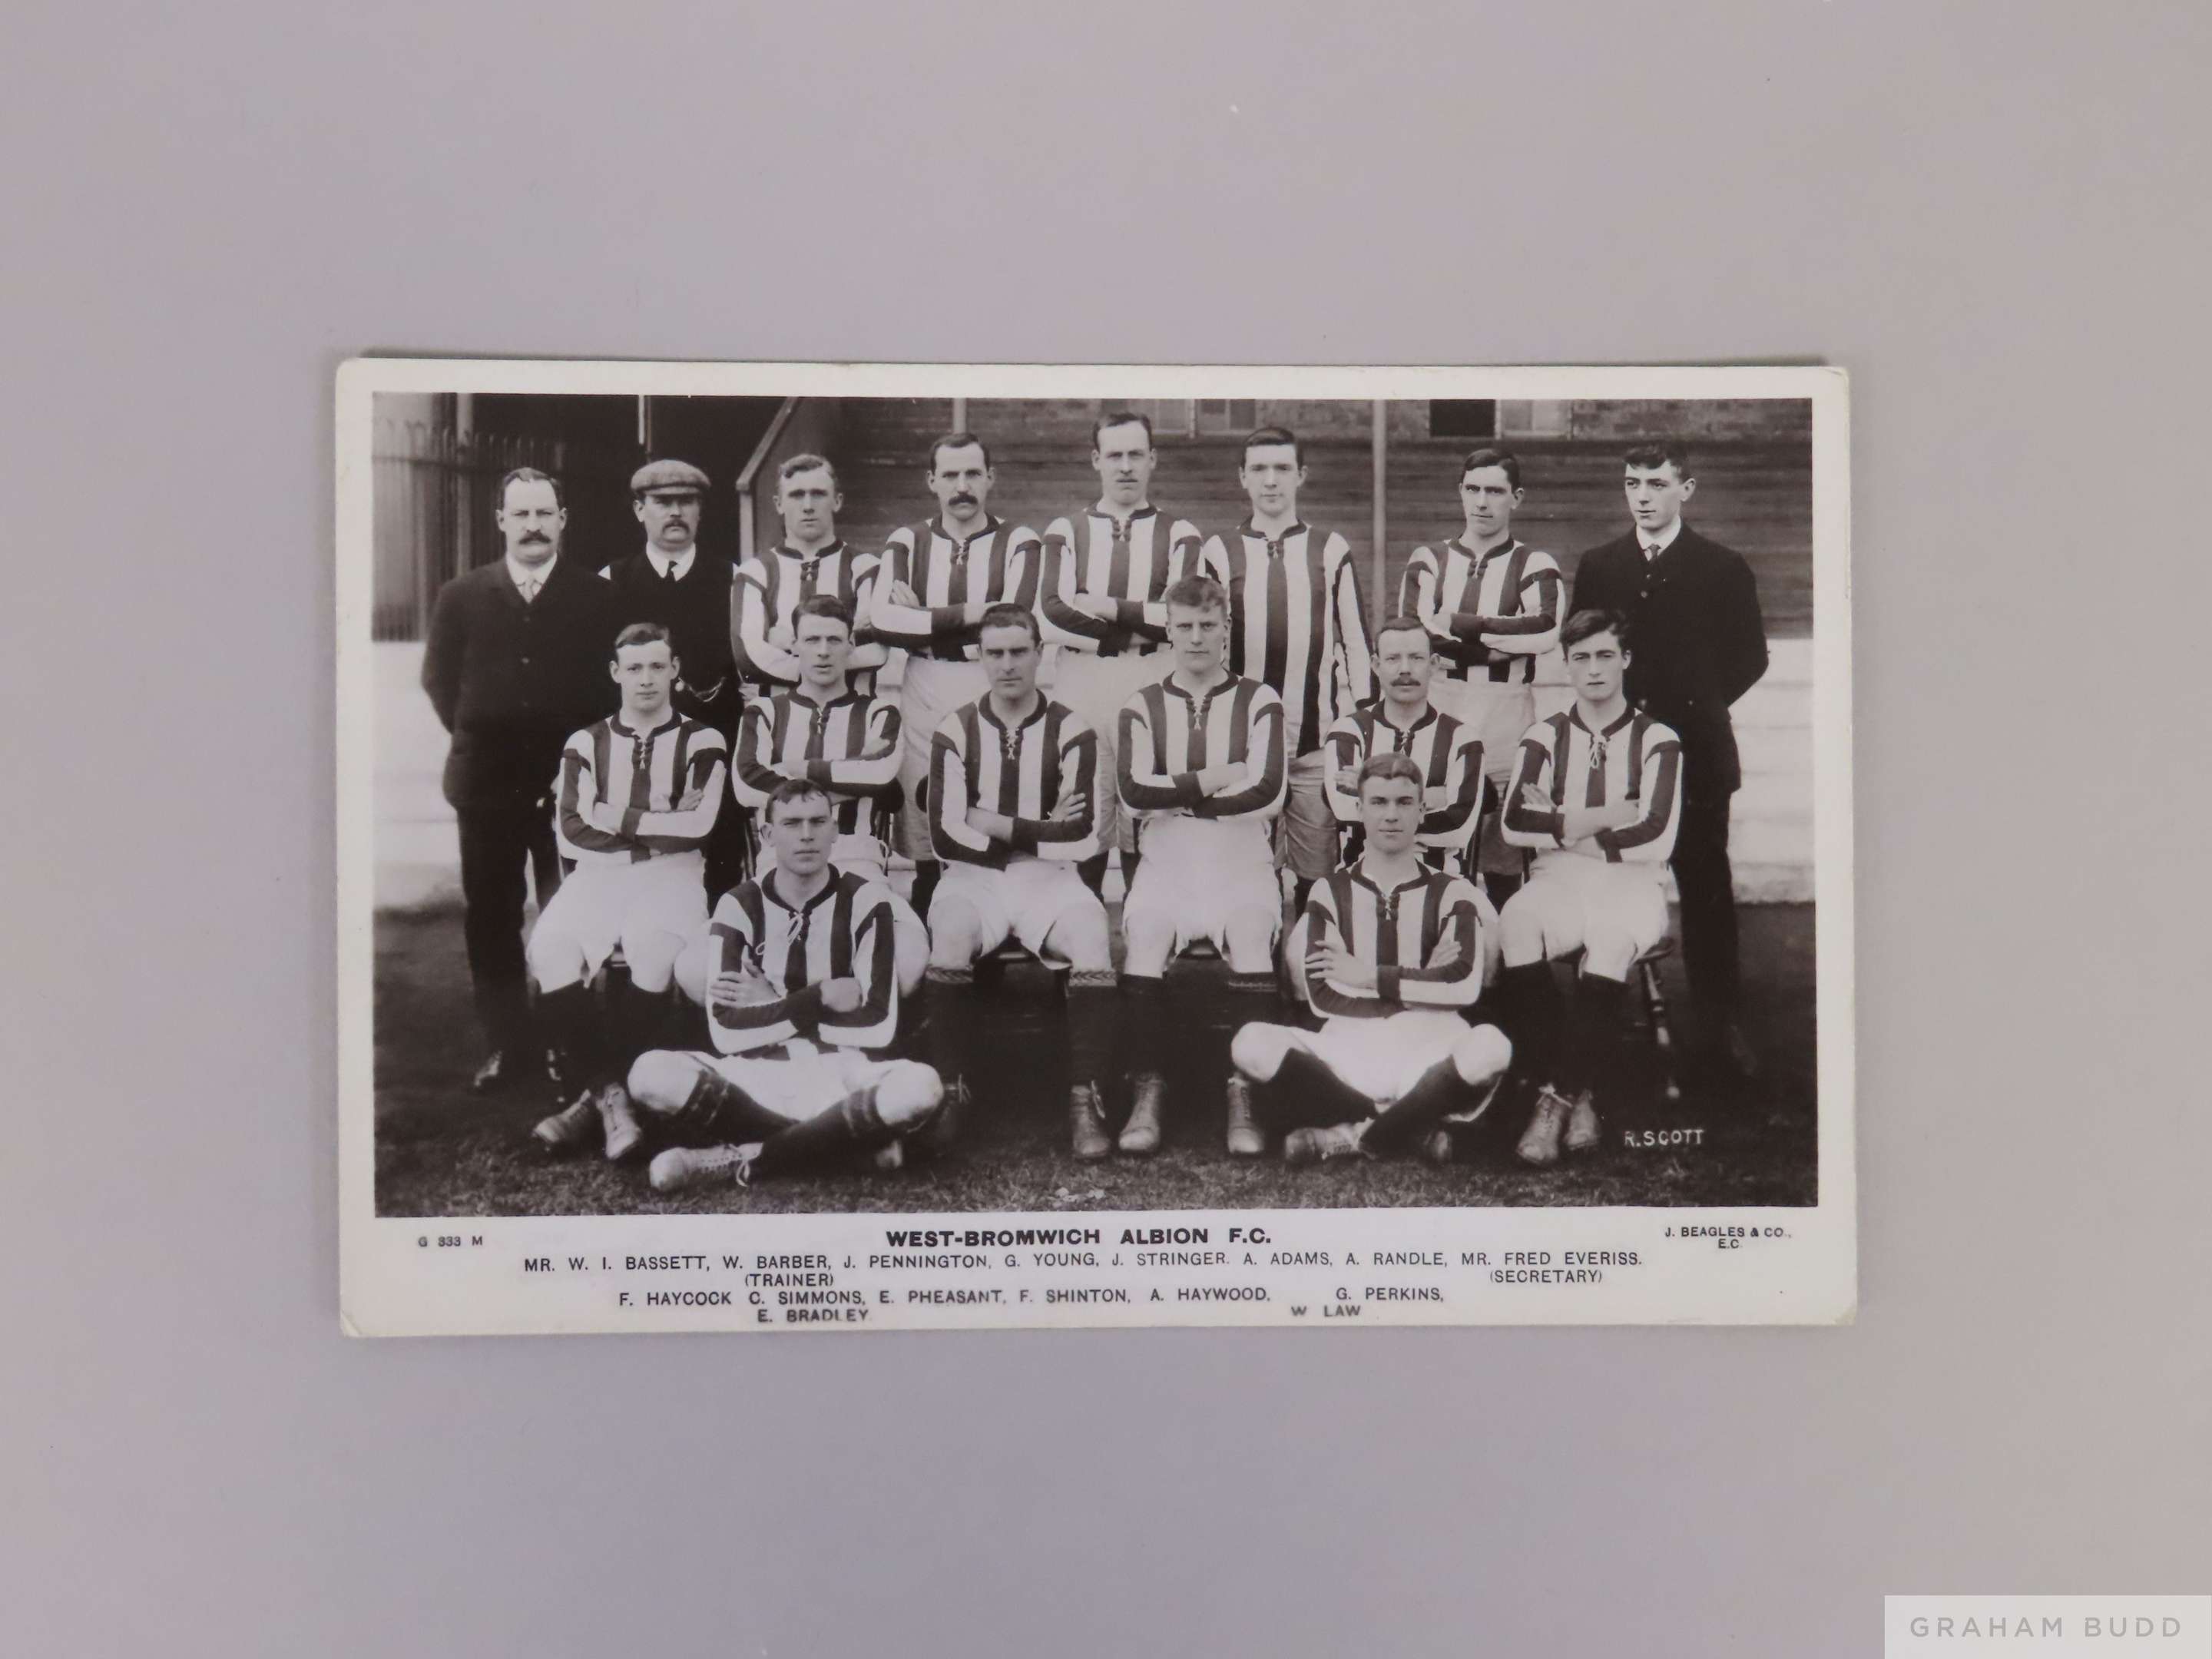 R. SCOTT
G 333 M
WEST-BROMWICH ALBION F.C.
J. BEAGLES & CO.,
E.C.
MR. W. I. BASSETT, W. BARBER, J. PENNINGTON, G. YOUNG, J. STRINGER. A. ADAMS, A. RANDLE, MR. FRED EVERISS.
(TRAINER) (SECRETARY)
F. HAYCOCK C. SIMMONS, E. PHEASANT, F. SHINTON, A. HAYWOOD, G. PERKINS,
E. BRADLEY W LAW
GRAHAM BUDD